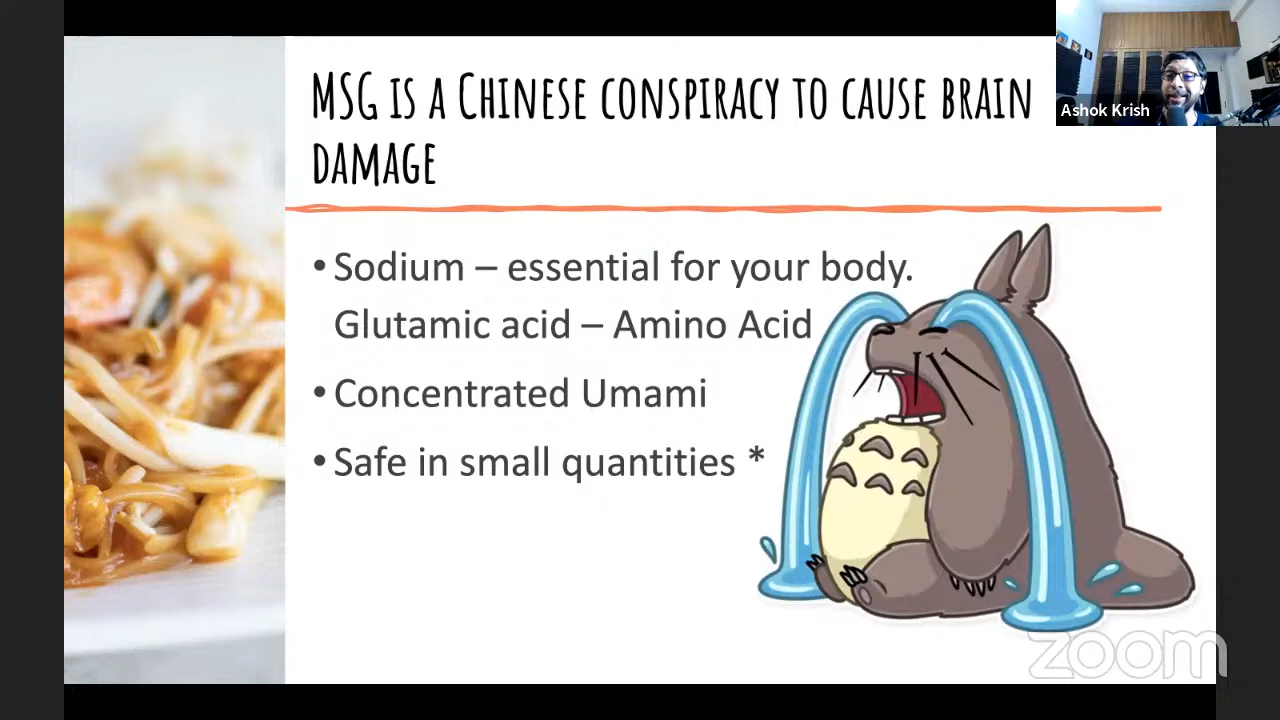 MSG is a Chinese conspiracy to cause brain
damage
Ashok Krish
• Sodium – essential for your body.
Glutamic acid – Amino Acid
• Concentrated Umami
• Safe in small quantities *
zoom